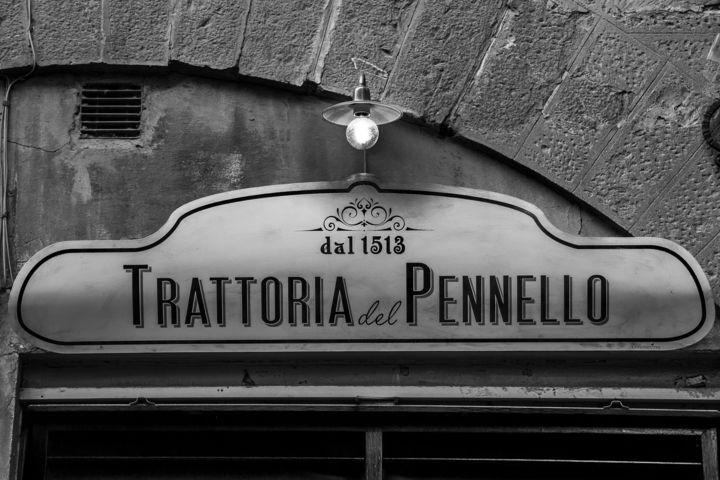 dal 1513
TRATTORIA del PENNELLO